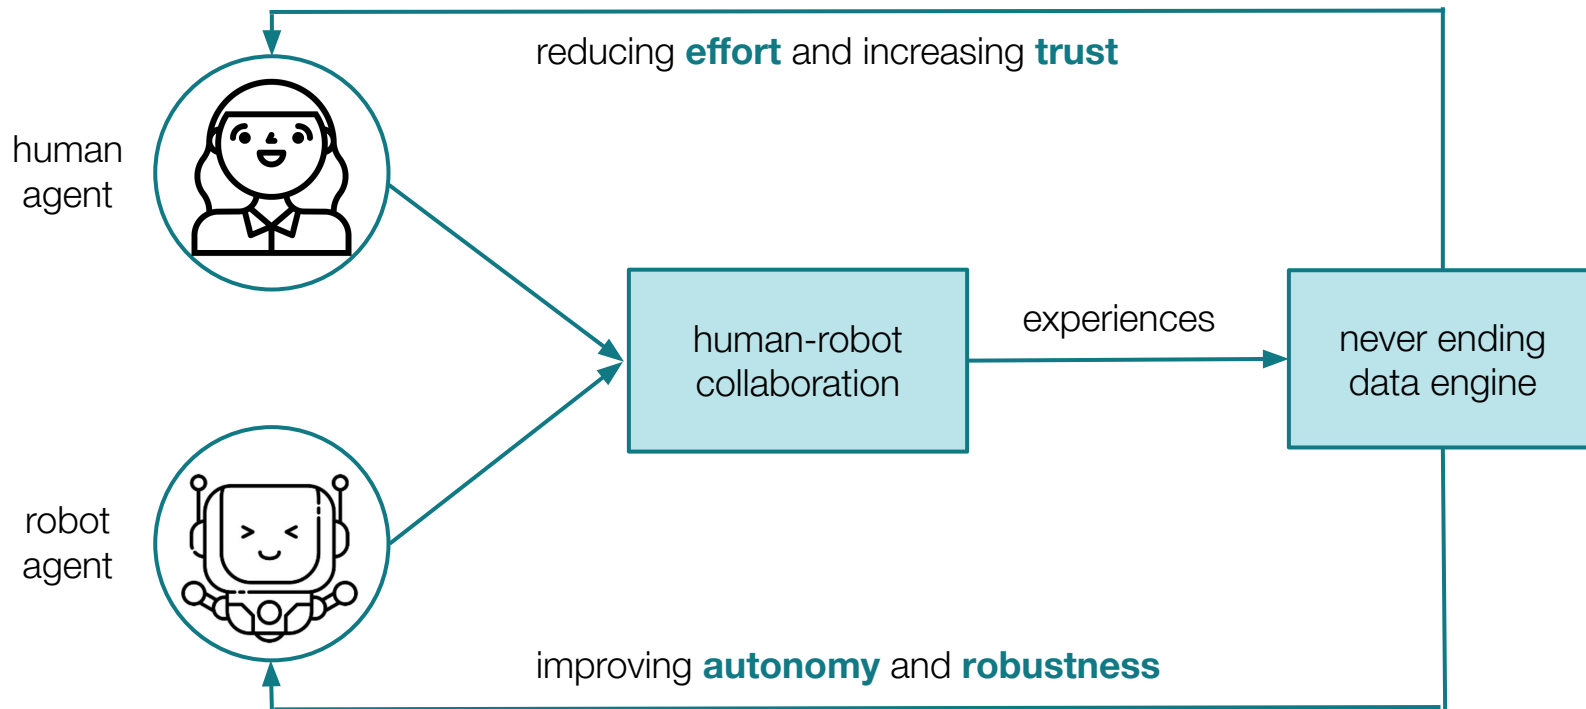 reducing effort and increasing trust
human
agent
human-robot
collaboration
experiences
never ending
data engine
robot
agent
improving autonomy and robustness